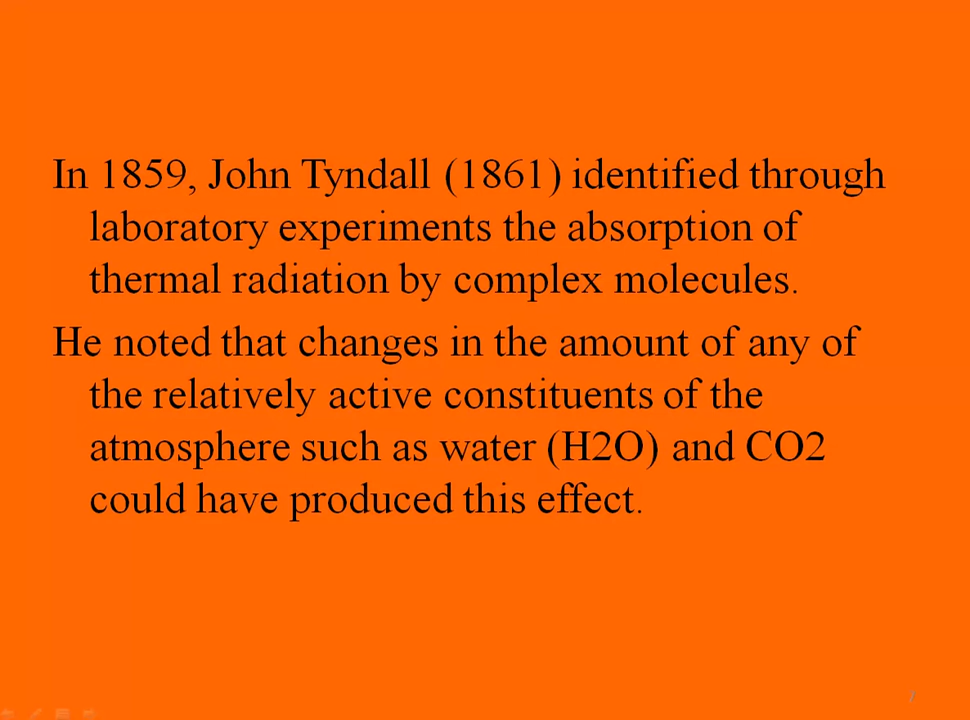 In 1859, John Tyndall (1861) identified through
laboratory experiments the absorption of
thermal radiation by complex molecules.
He noted that changes in the amount of any of
the relatively active constituents of the
atmosphere such as water (H2O) and CO2
could have produced this effect.